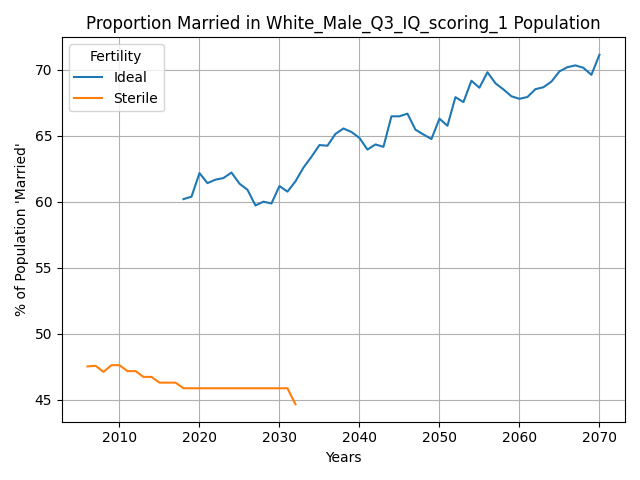 Proportion Married in White_Male_Q3_IQ_scoring_1 Population
Fertility
Ideal
Sterile
% of Population 'Married'
70
65
60
55
50
45
2010
2020
2030
2040
2050
2060
2070
Years